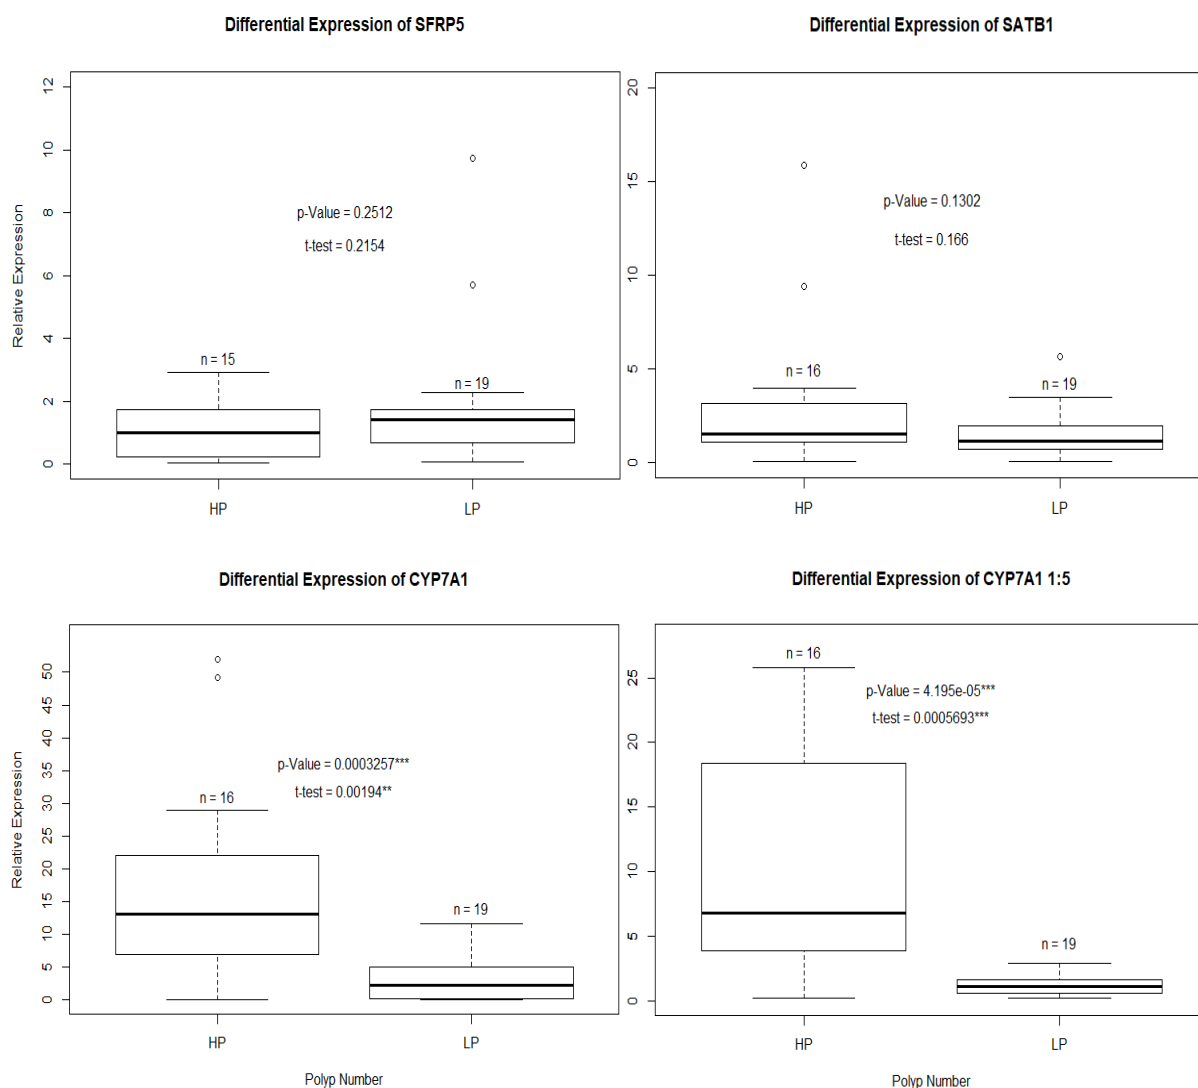 Differential Expression of SFRP5
Relative Expression
12
10
8
6
4
2
0
p-Value = 0.2512
t-test = 0.2154
n = 15
n = 19
HP
LP
Differential Expression of SATB1
20
15
10
5
0
p-Value = 0.1302
t-test = 0.166
n = 16
n = 19
HP
LP
Differential Expression of CYP7A1
Relative Expression
50
45
40
35
30
25
20
15
10
5
0
p-Value = 0.0003257***
t-test = 0.00194**
n = 16
n = 19
HP
LP
Polyp Number
Differential Expression of CYP7A1 1:5
25
20
15
10
5
0
n = 16
p-Value = 4.195e-05***
t-test = 0.0005693***
n = 19
HP
LP
Polyp Number